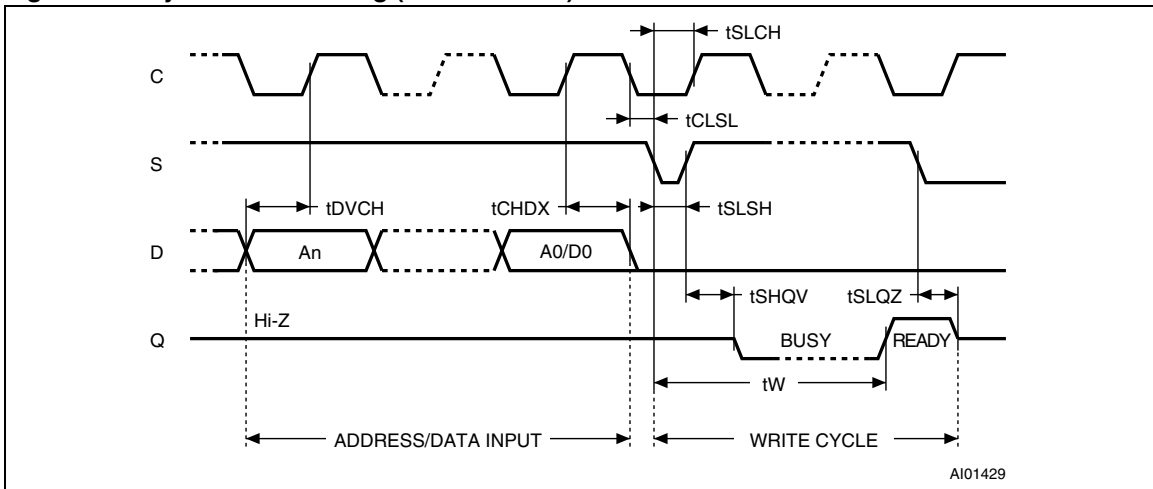 tSLCH
C
tCLSL
S
tDVCH
tCHDX
tSLSH
D
An
A0/D0
tSHQV
tSLQZ
Hi-Z
Q
BUSY
READY
tW
ADDRESS/DATA INPUT
WRITE CYCLE
AI01429